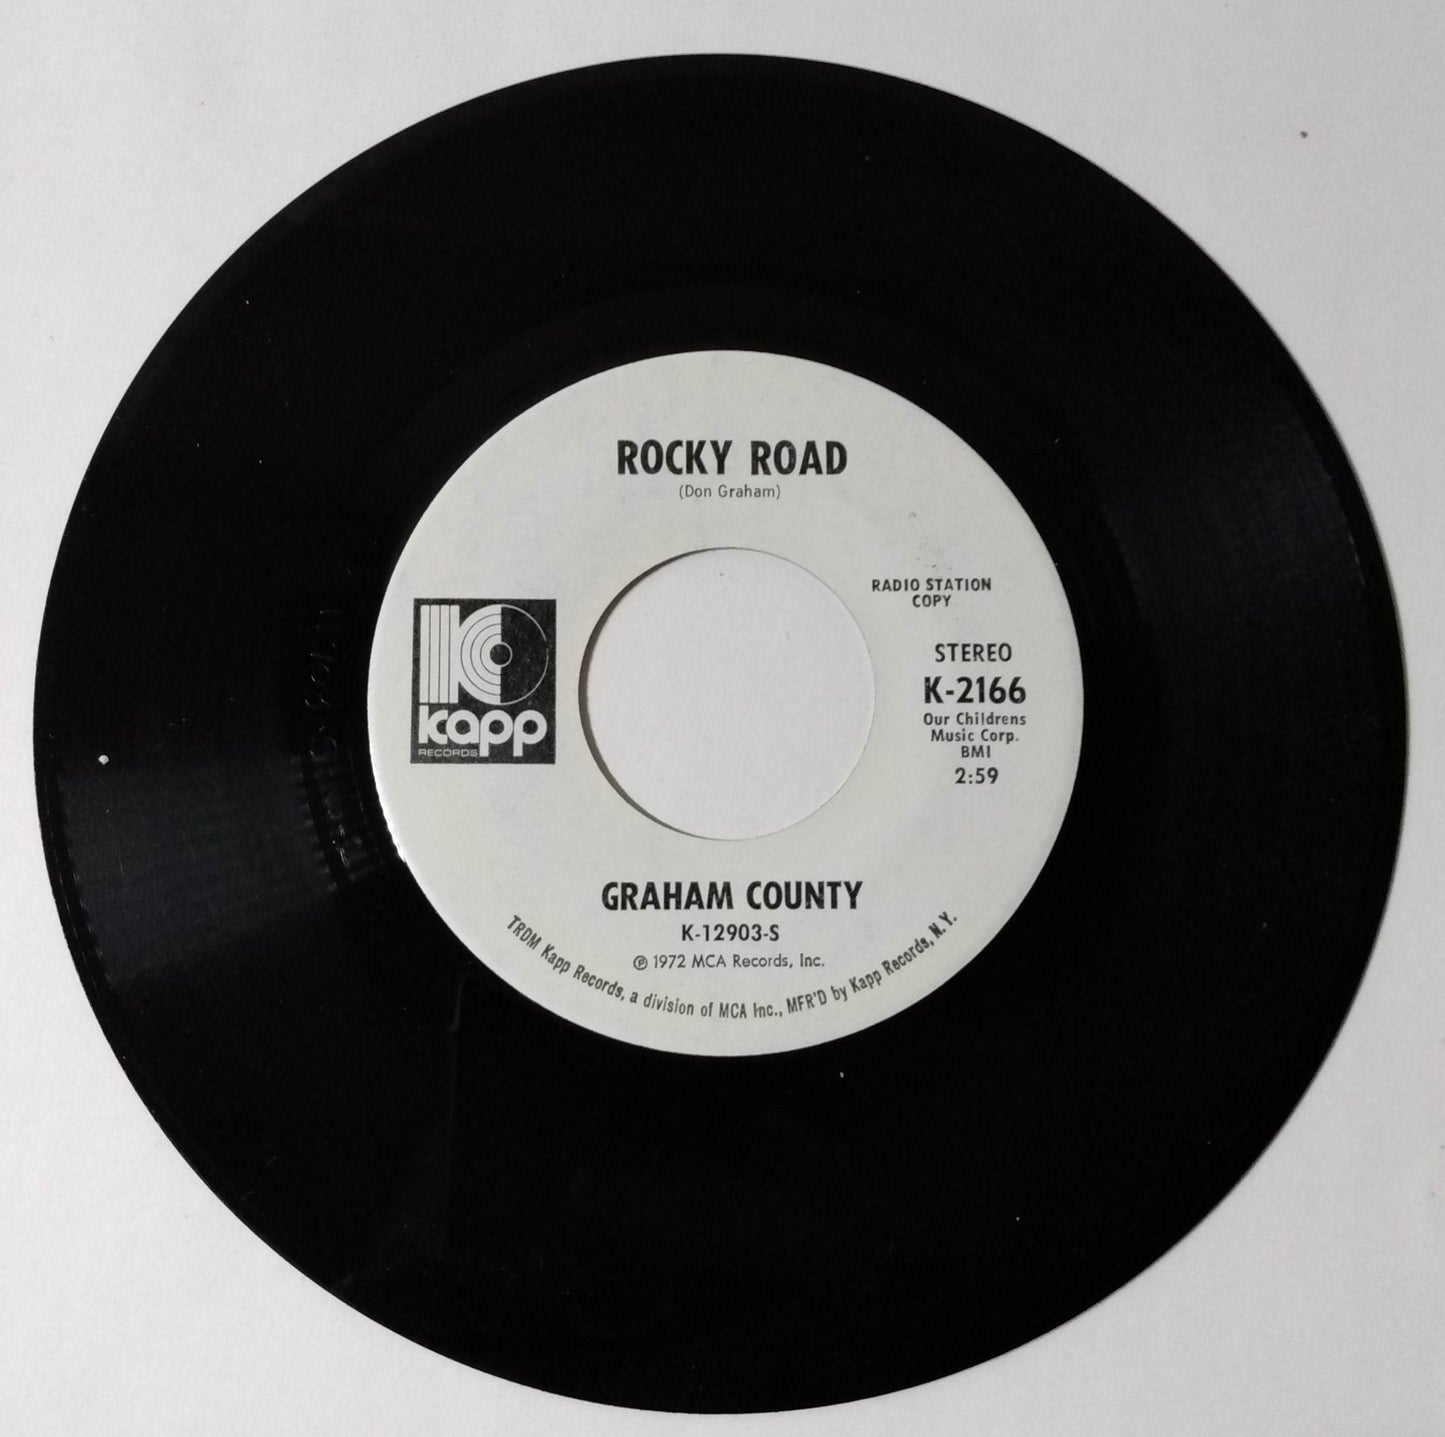 ROCKY ROAD
(Don Graham)
RADIO STATION
COPY
kapp
RECORDS
STEREO
K-2166
Our Childrens
Music Corp.
BMI
2:59
GRAHAM COUNTY
K-12903-S
℗ 1972 MCA Records, Inc.
TRDM Kapp Records, a division of MCA Inc., MFR'D by Kapp Records, N.Y.